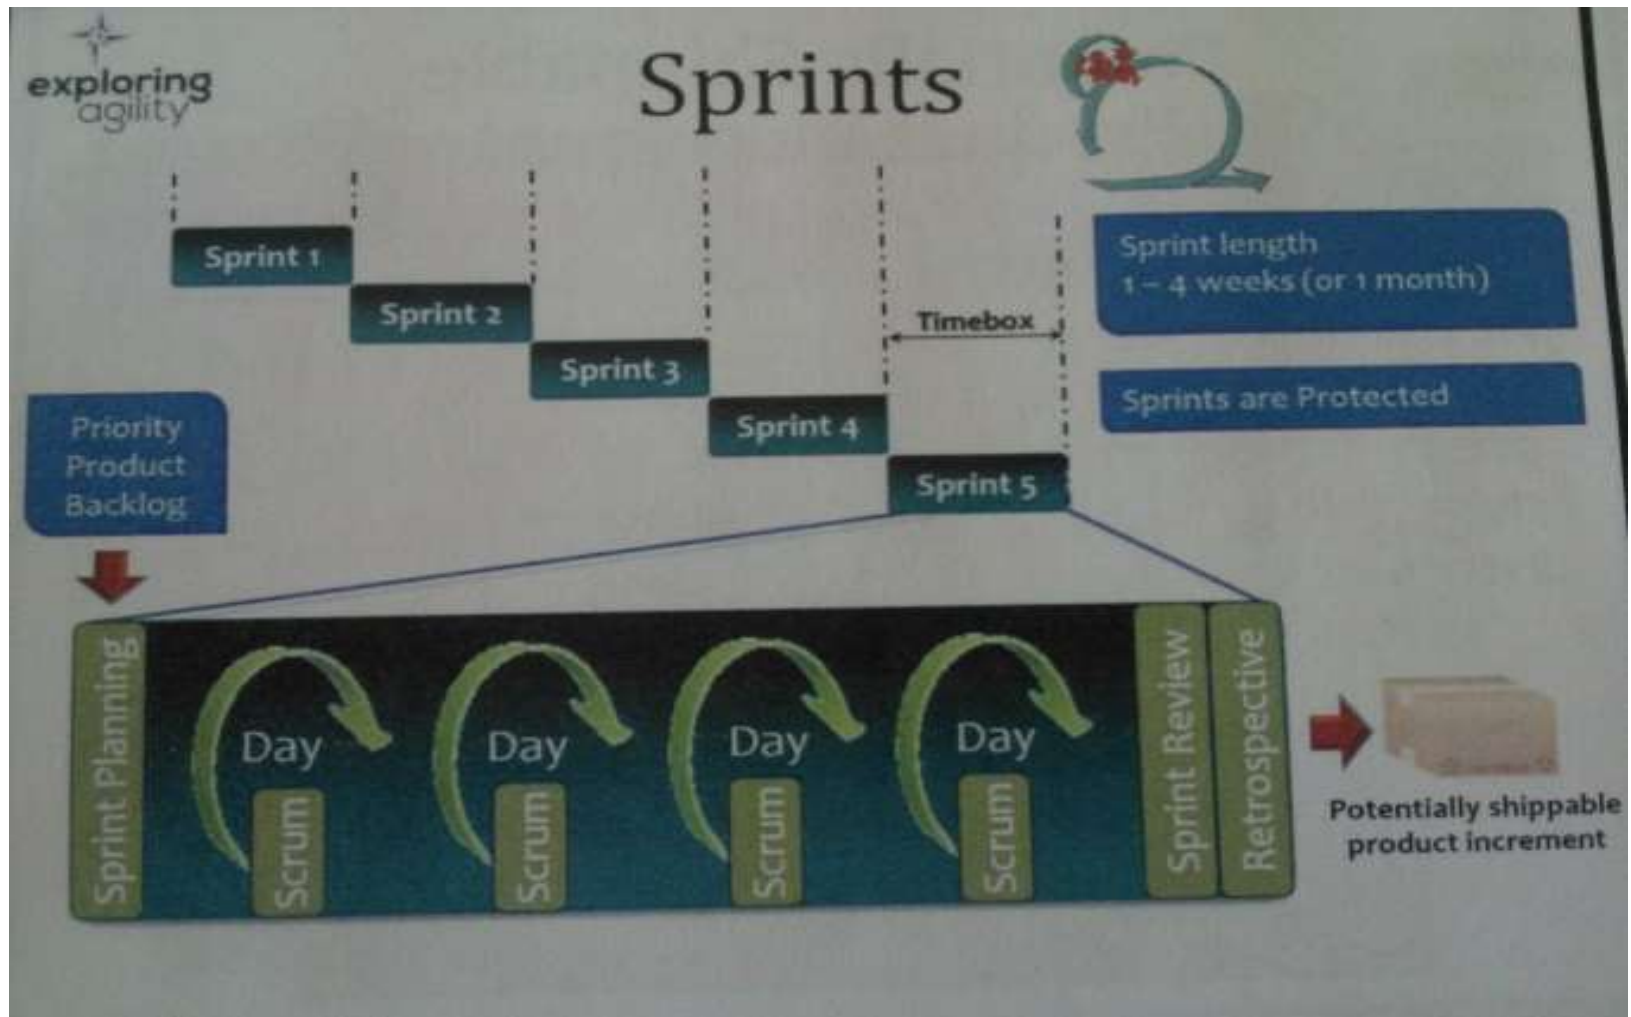 exploring
agility
Sprints
Sprint 1
Sprint 2
Sprint 3
Sprint 4
Sprint 5
Timebox
Sprint length
1 – 4 weeks (or 1 month)
Sprints are Protected
Priority
Product
Backlog
Sprint Planning
Day
Scrum
Day
Scrum
Day
Scrum
Day
Scrum
Sprint Review
Retrospective
Potentially shippable
product increment